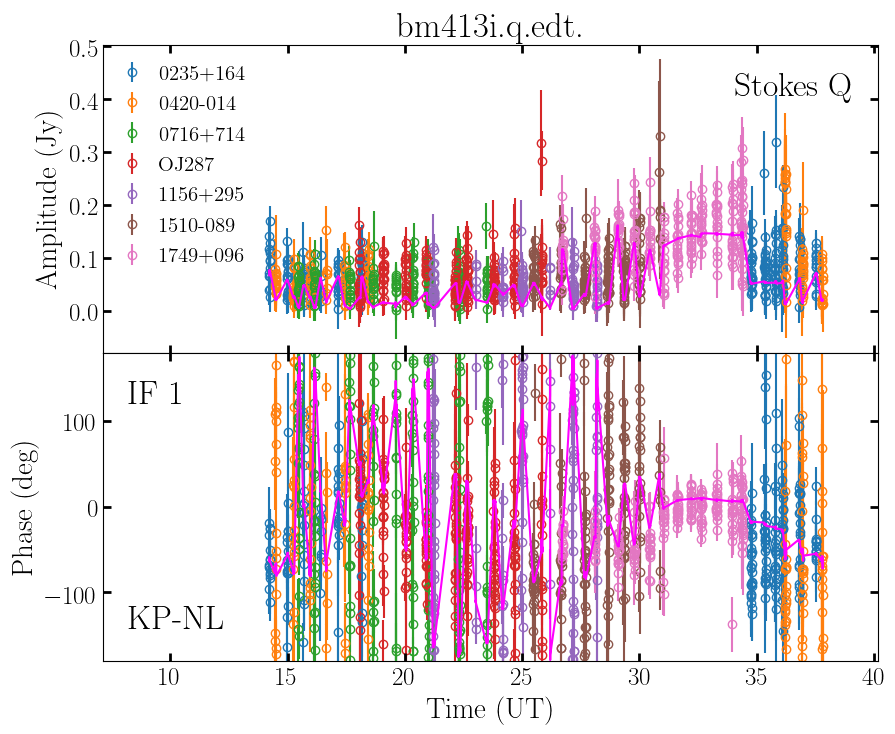 bm413i.q.edt.
Stokes Q
0235+164
0420-014
0716+714
OJ287
1156+295
1510-089
1749+096
Amplitude (Jy)
0.5
0.4
0.3
0.2
0.1
0.0
IF 1
KP-NL
Phase (deg)
100
0
−100
10 15 20 25 30 35 40
Time (UT)